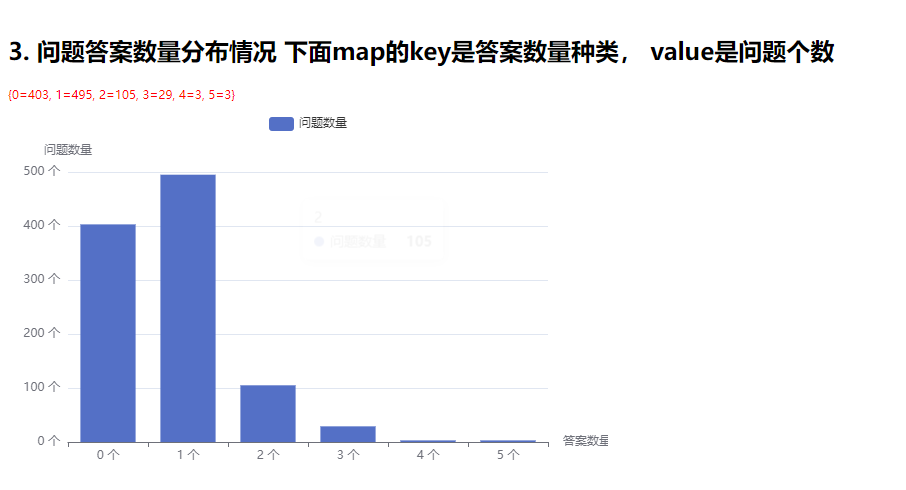 3. 问题答案数量分布情况 下面map的key是答案数量种类， value是问题个数
{0=403, 1=495, 2=105, 3=29, 4=3, 5=3}
问题数量
问题数量
500 个
400 个
300 个
200 个
100 个
0 个
2
问题数量 105
0 个 1 个 2 个 3 个 4 个 5 个
答案数量